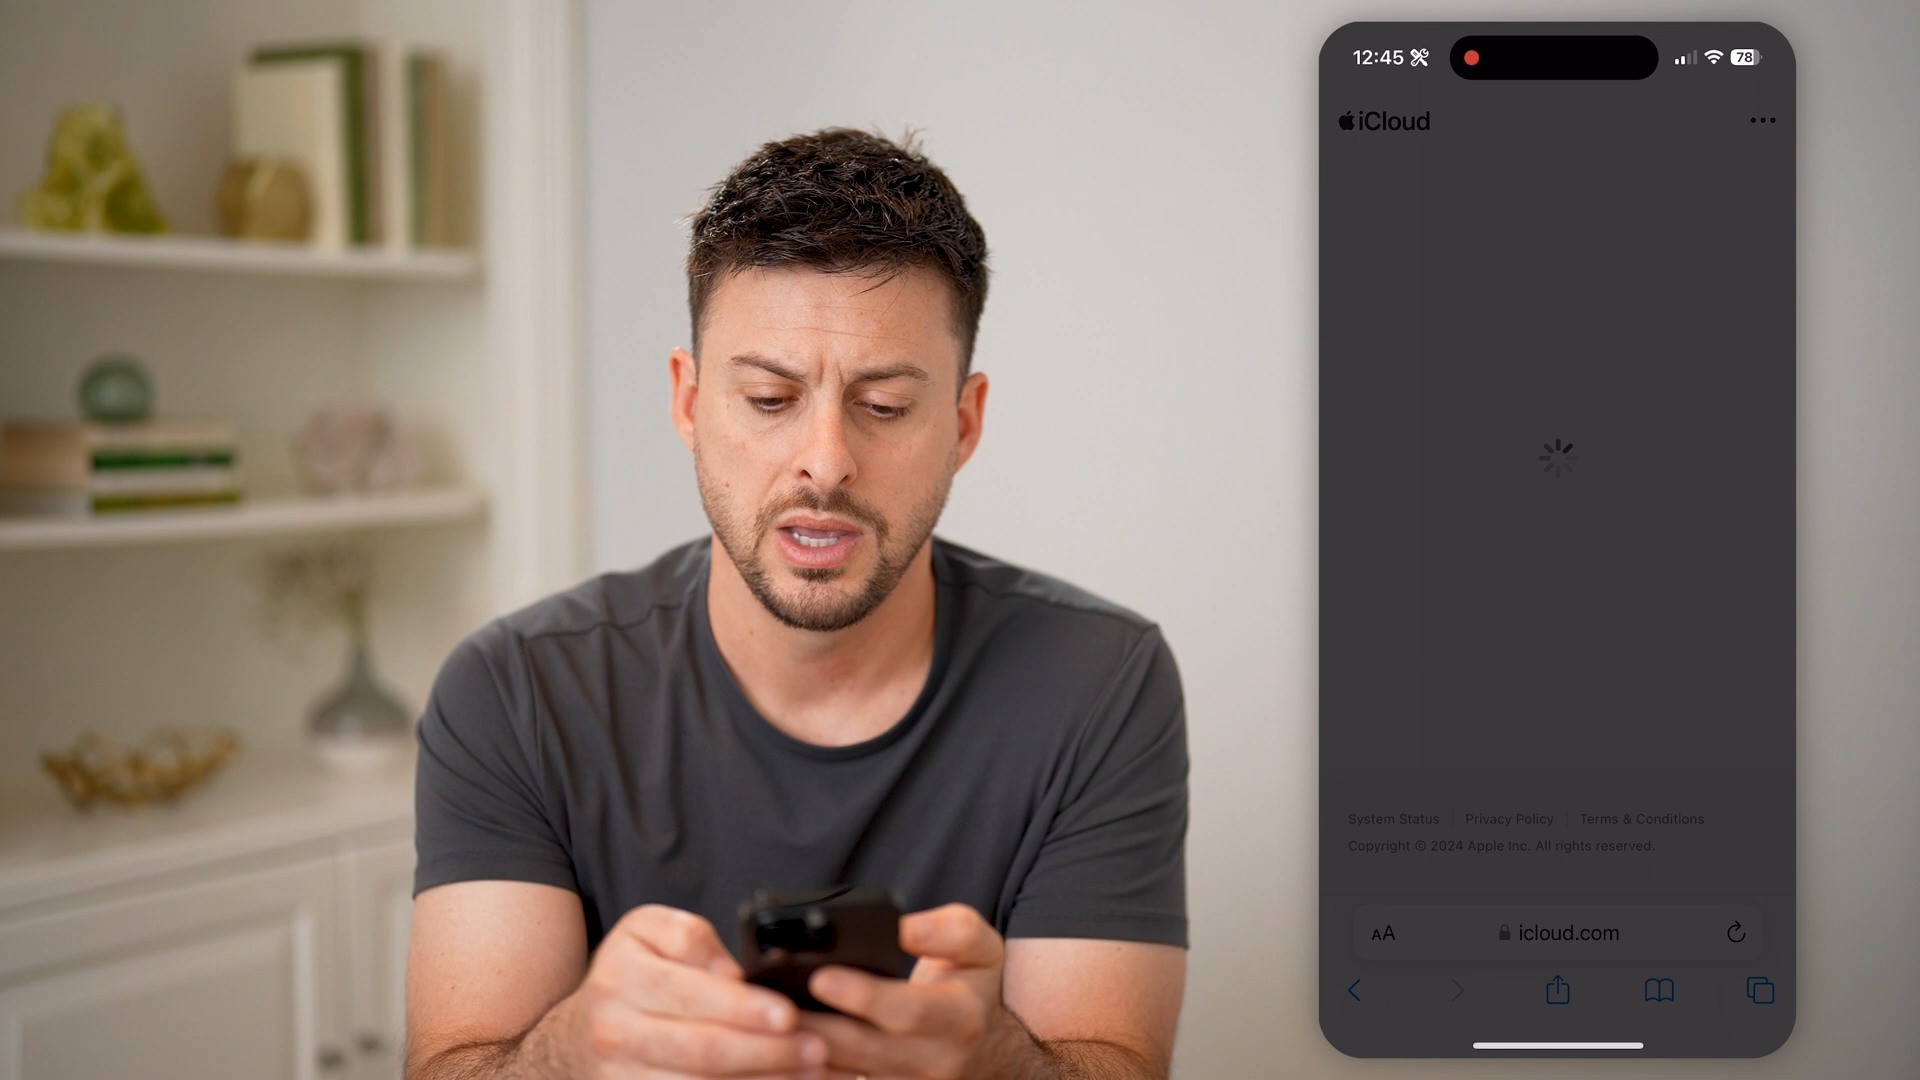 12:45
78
iCloud
System Status Privacy Policy Terms & Conditions
Copyright © 2024 Apple Inc. All rights reserved.
AA icloud.com